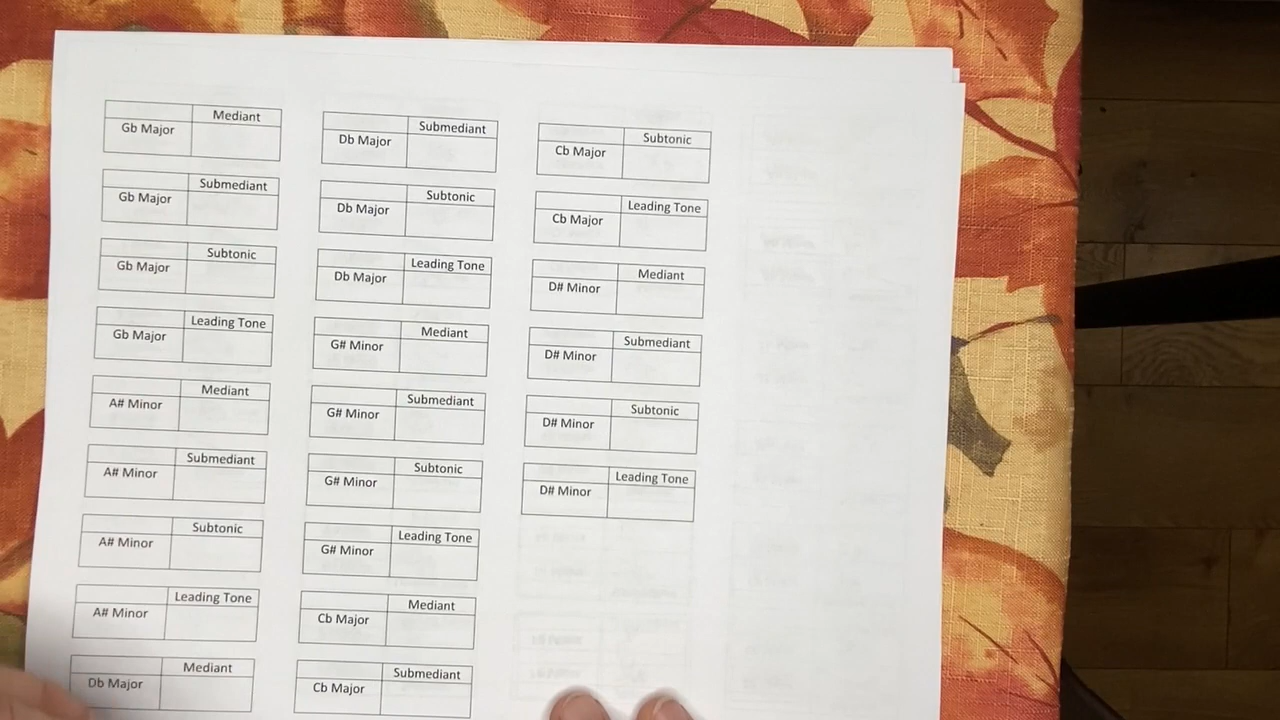 Mediant
Gb Major
Submediant
Gb Major
Subtonic
Gb Major
Leading Tone
Gb Major
Mediant
A# Minor
Submediant
A# Minor
Subtonic
A# Minor
Leading Tone
A# Minor
Mediant
Db Major
Submediant
Db Major
Subtonic
Db Major
Leading Tone
Db Major
Mediant
G# Minor
Submediant
G# Minor
Subtonic
G# Minor
Leading Tone
G# Minor
Mediant
Cb Major
Submediant
Cb Major
Subtonic
Cb Major
Leading Tone
Cb Major
Mediant
D# Minor
Submediant
D# Minor
Subtonic
D# Minor
Leading Tone
D# Minor